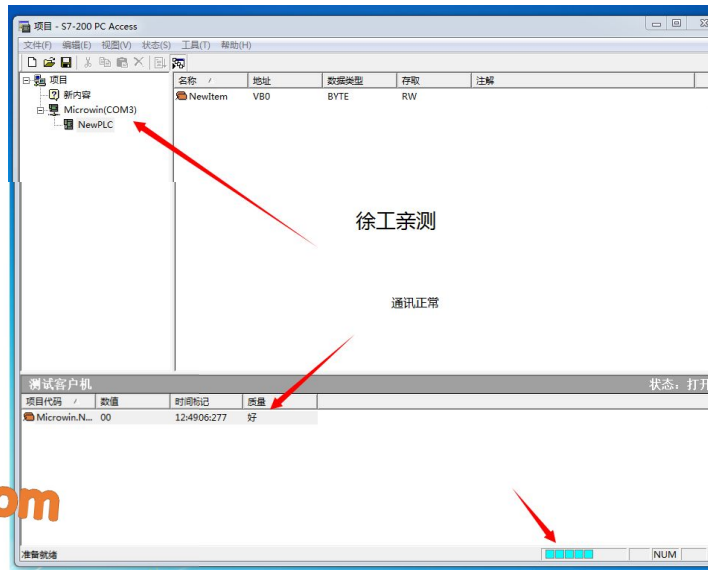 项目 - S7-200 PC Access
文件(F) 编辑(E) 视图(V) 状态(S) 工具(T) 帮助(H)
项目
新内容
Microwin(COM3)
NewPLC
名称 / 地址 数据类型 存取 注解
NewItem VB0 BYTE RW
徐工亲测
通讯正常
测试客户机 状态：打开
项目代码 / 数值 时间标记 质量
Microwin.N... 00 12:4906:277 好
om
准备就绪 NUM